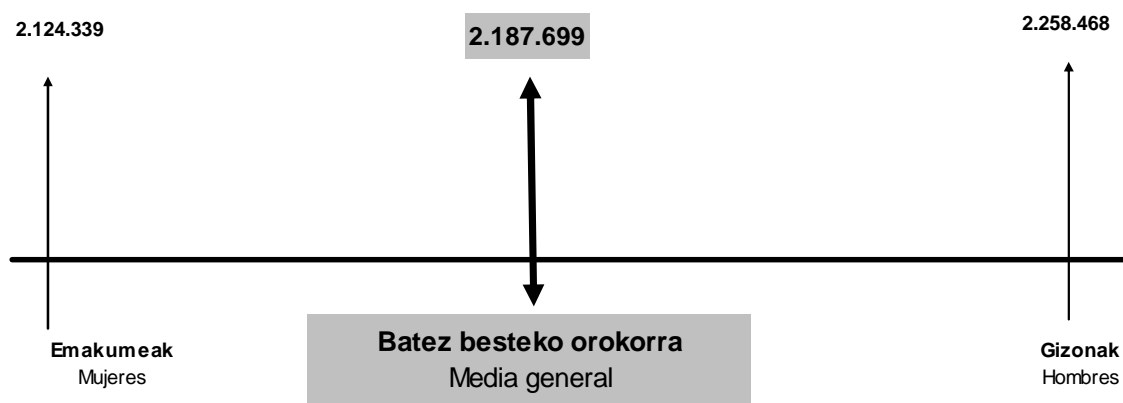 2.124.339
2.187.699
2.258.468
Emakumeak
Mujeres
Batez besteko orokorra
Media general
Gizonak
Hombres